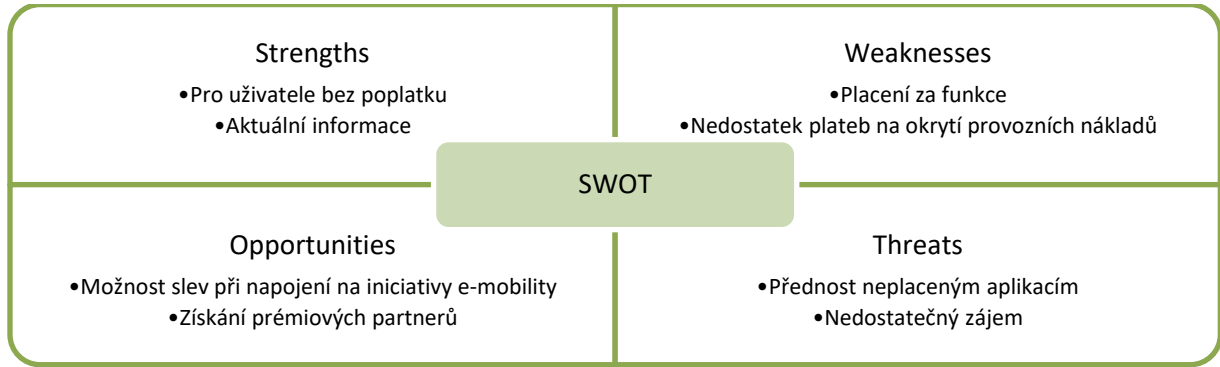 Strengths
•Pro uživatele bez poplatku
•Aktuální informace
Weaknesses
•Placení za funkce
•Nedostatek plateb na okrytí provozních nákladů
SWOT
Opportunities
•Možnost slev při napojení na iniciativy e-mobility
•Získání prémiových partnerů
Threats
•Přednost neplaceným aplikacím
•Nedostatečný zájem